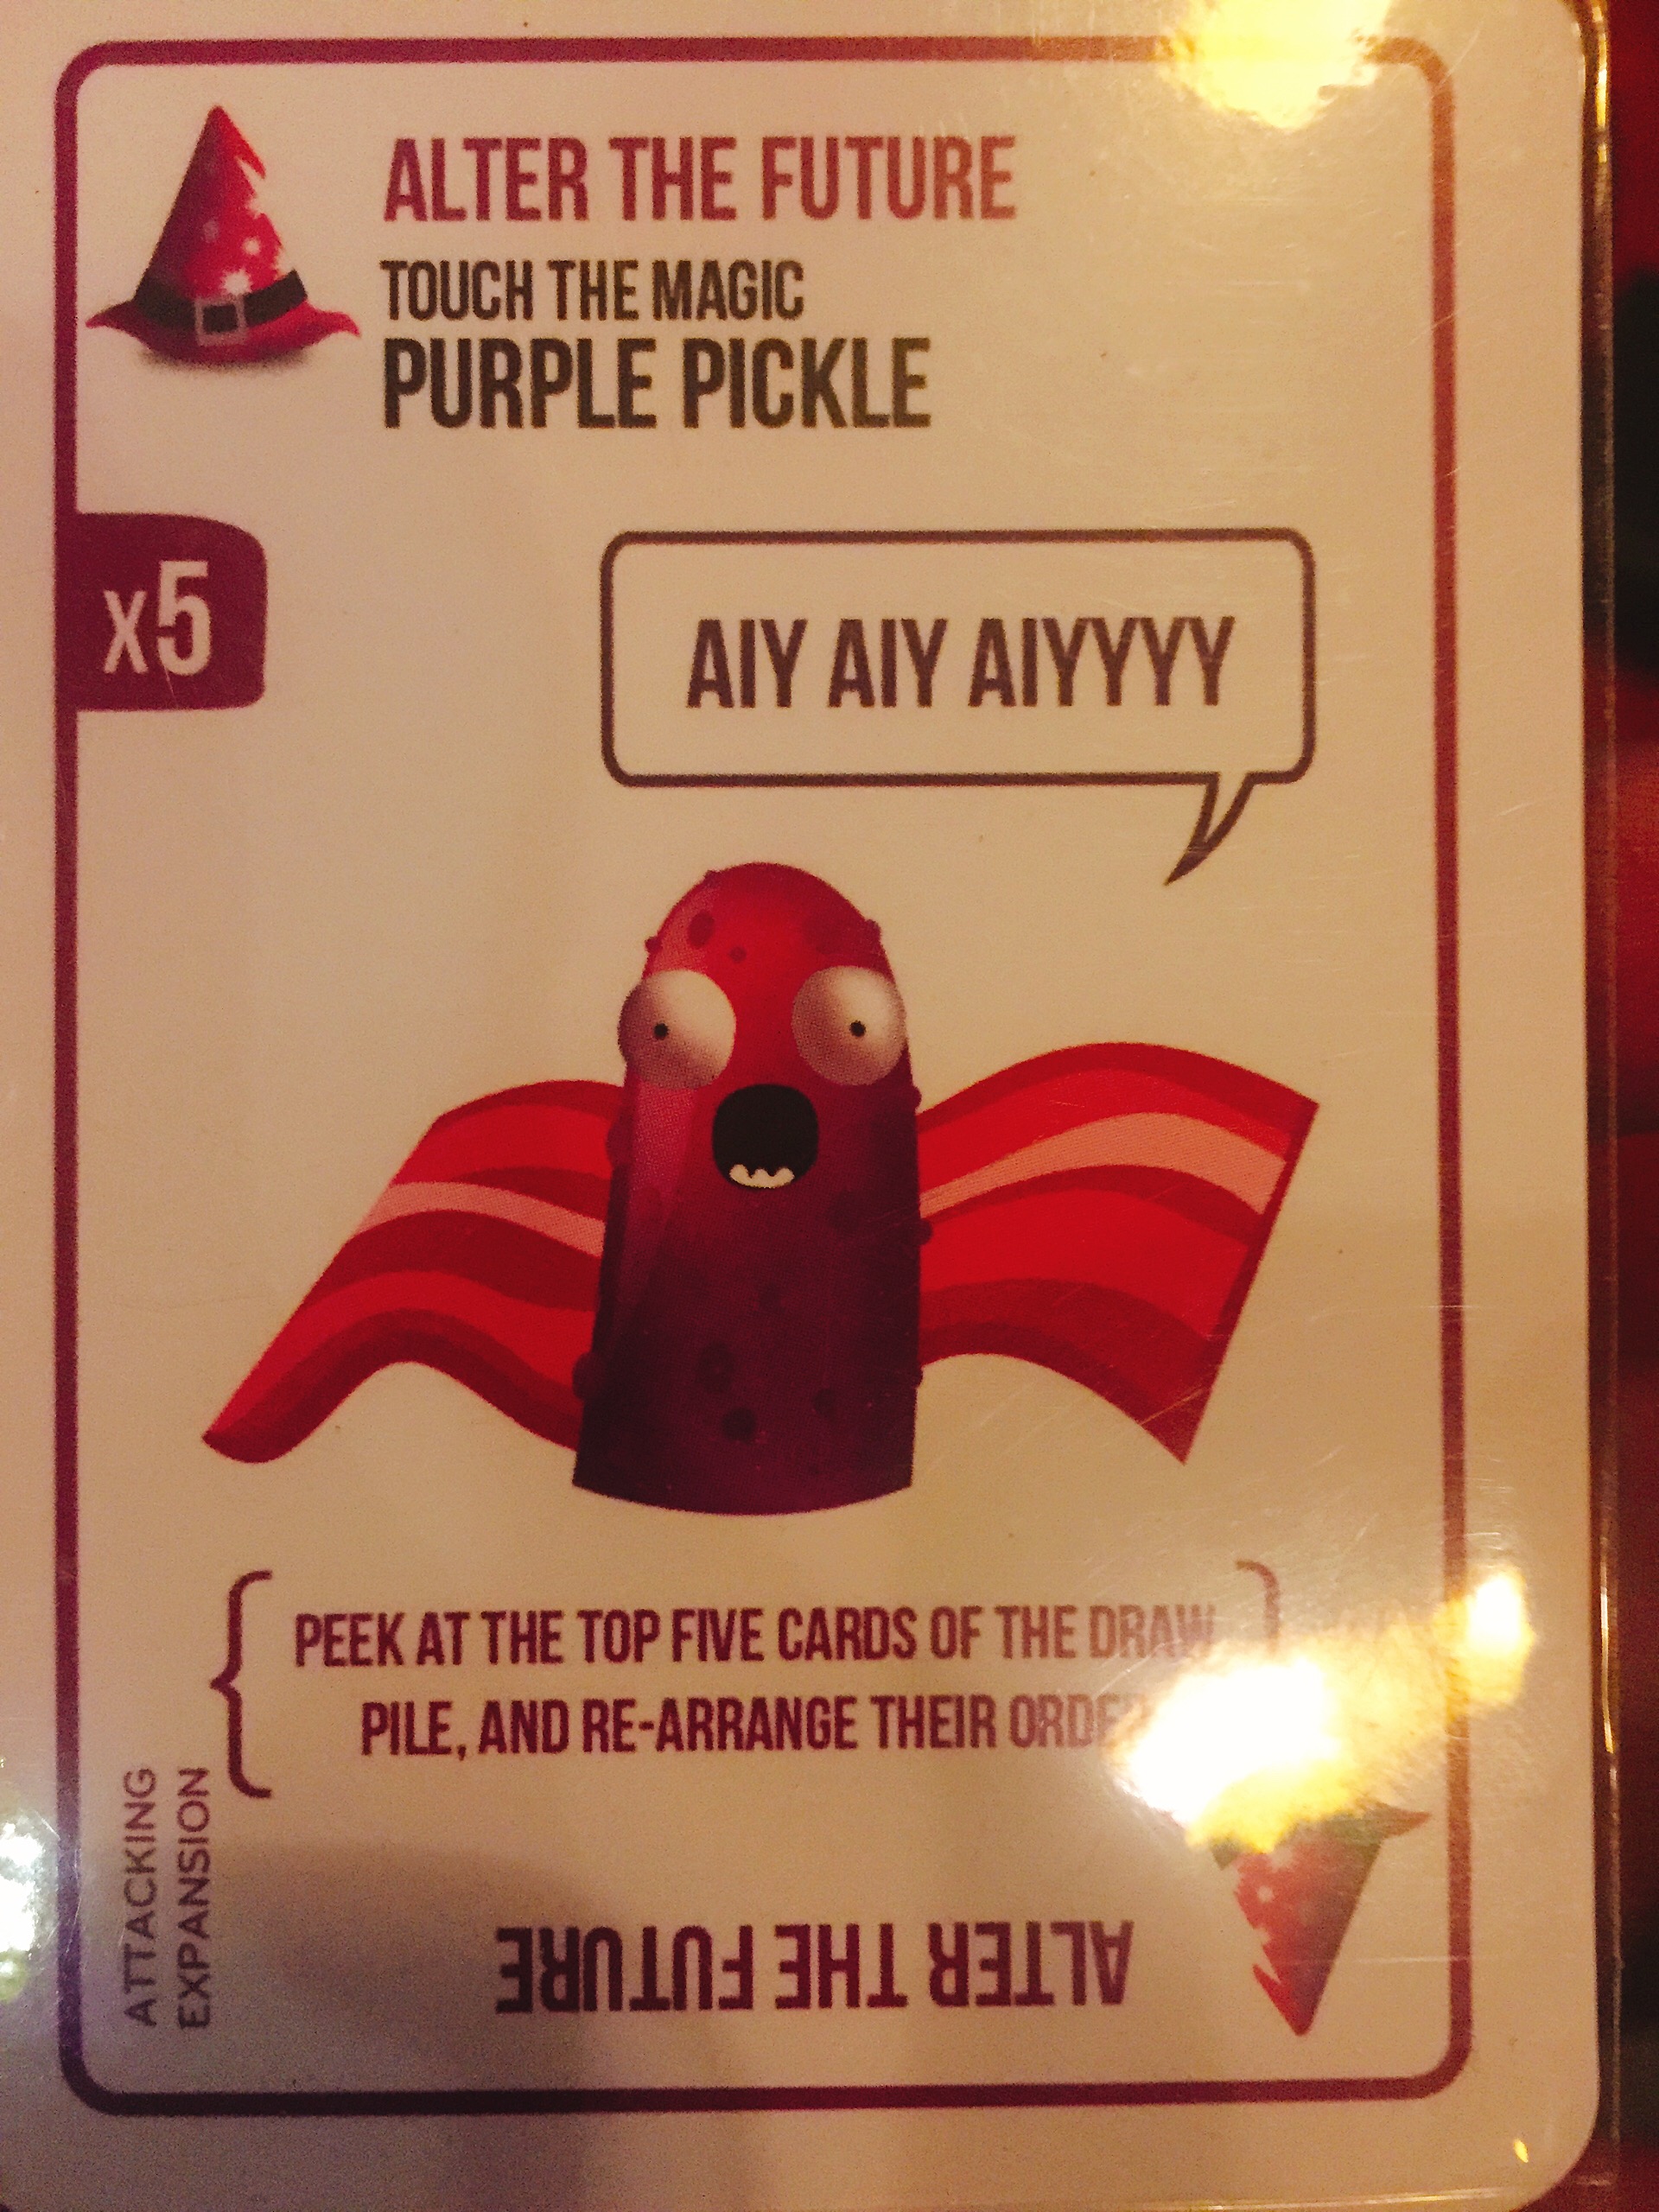 ALTER THE FUTURE
TOUCH THE MAGIC
PURPLE PICKLE
x5
AIY AIY AIYYYY
PEEK AT THE TOP FIVE CARDS OF THE DRAW
PILE, AND RE-ARRANGE THEIR
ATTACKING
EXPANSION
ALTER THE FUTURE